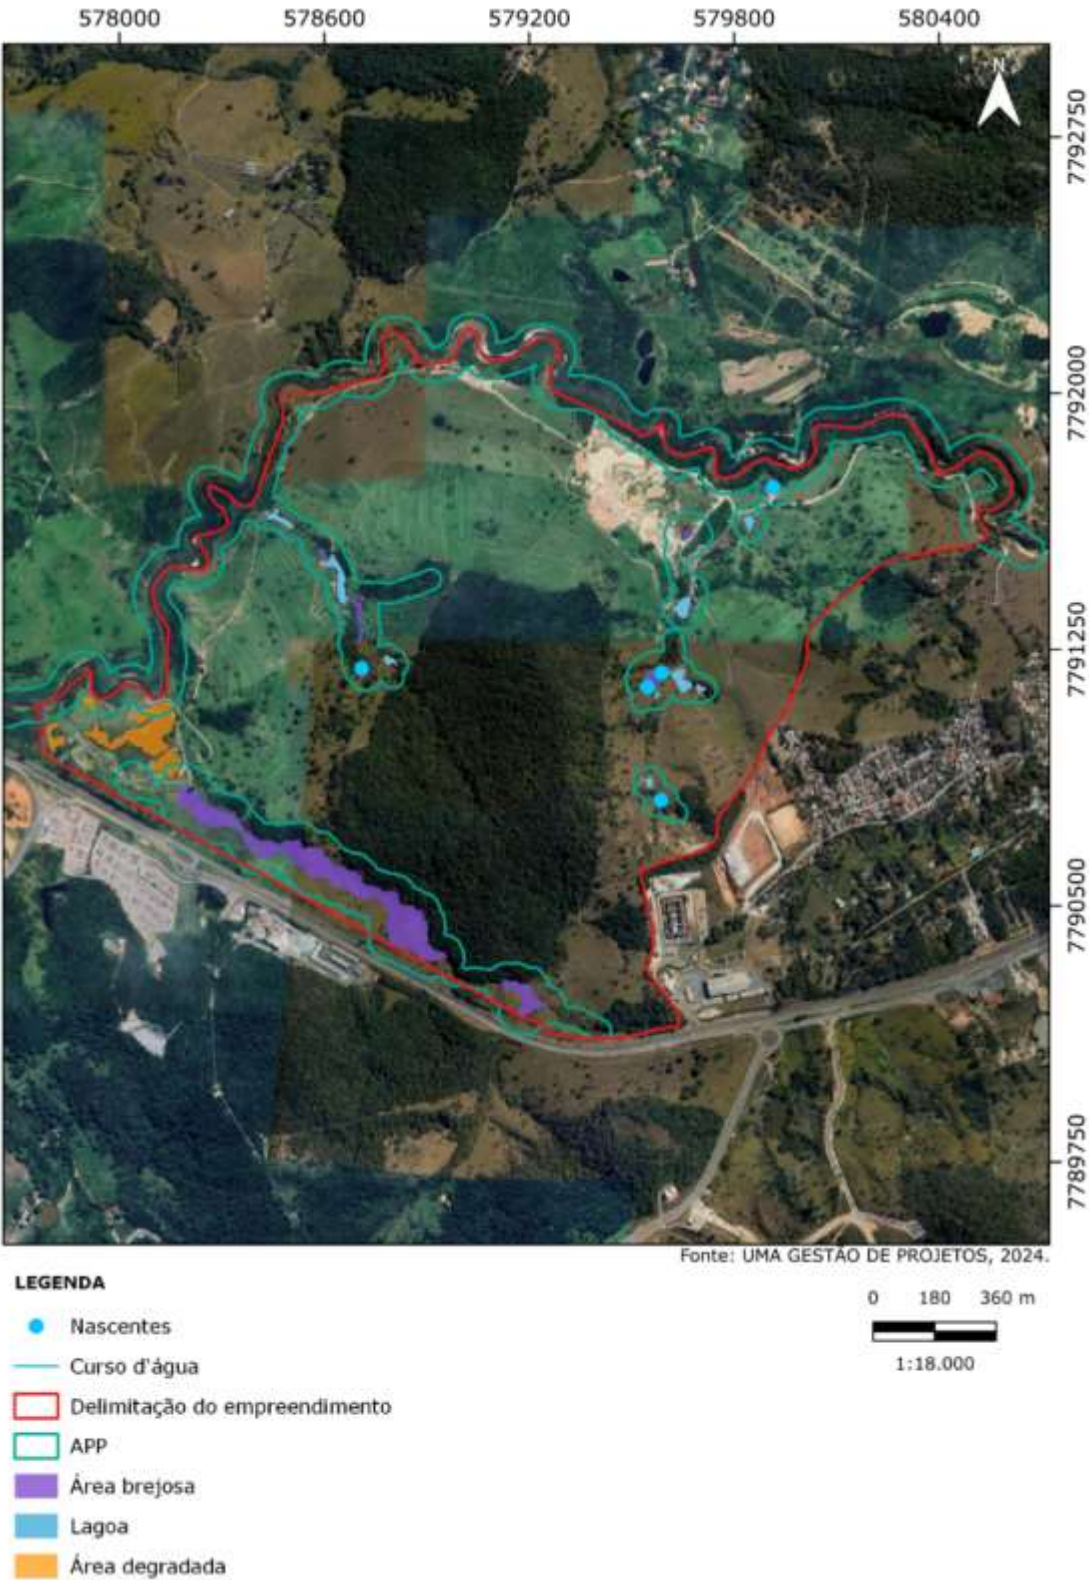 578000 578600 579200 579800 580400
N
7792750
7792000
7791250
7790500
7789750
Fonte: UMA GESTÃO DE PROJETOS, 2024.
LEGENDA
0 180 360 m
Nascentes
1:18.000
Curso d'água
Delimitação do empreendimento
APP
Área brejosa
Lagoa
Área degradada